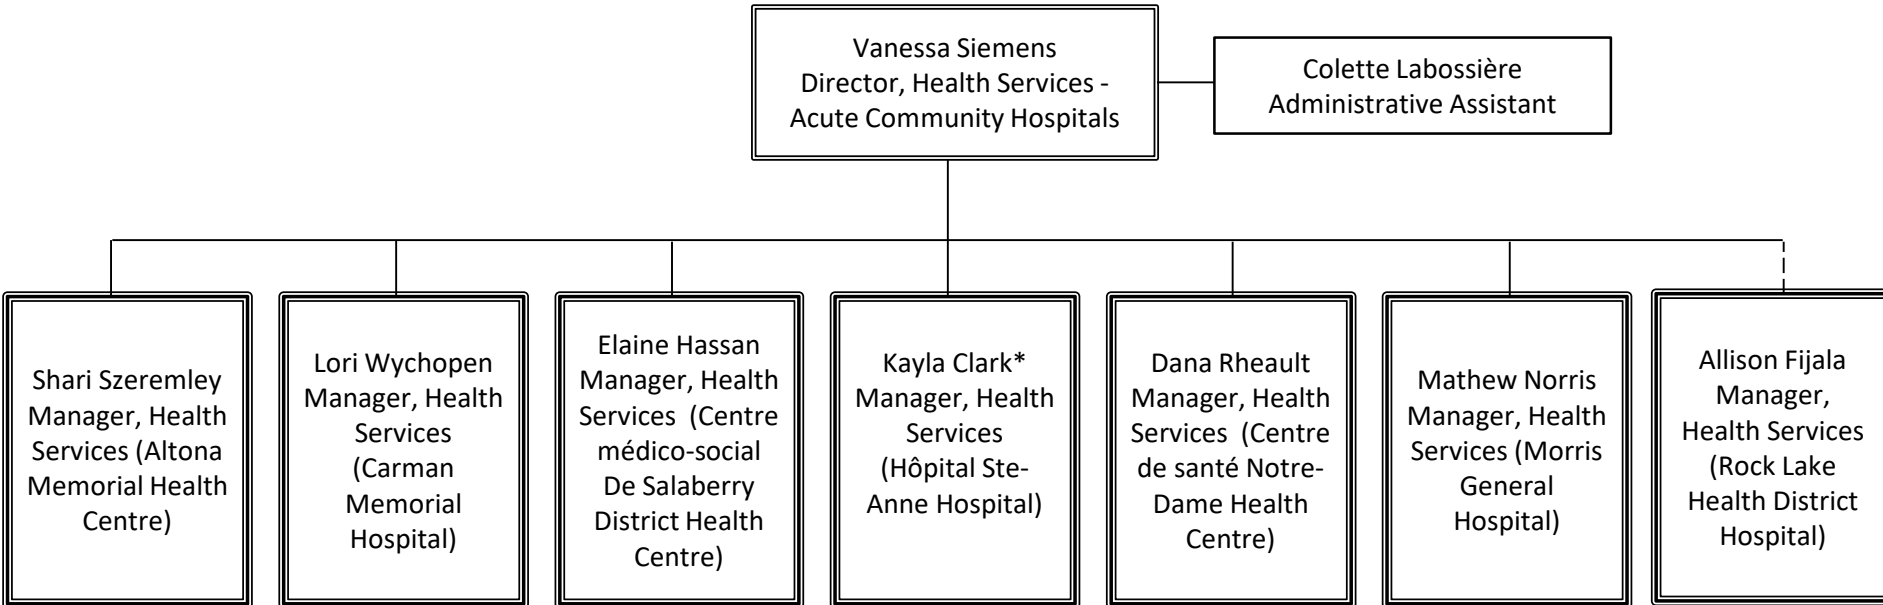 Vanessa Siemens
Director, Health Services -
Acute Community Hospitals
Colette Labossière
Administrative Assistant
Shari Szeremley
Manager, Health
Services (Altona
Memorial Health
Centre)
Lori Wychopen
Manager, Health
Services
(Carman
Memorial
Hospital)
Elaine Hassan
Manager, Health
Services (Centre
médico-social
De Salaberry
District Health
Centre)
Kayla Clark*
Manager, Health
Services
(Hôpital Ste-
Anne Hospital)
Dana Rheault
Manager, Health
Services (Centre
de santé Notre-
Dame Health
Centre)
Mathew Norris
Manager, Health
Services (Morris
General
Hospital)
Allison Fijala
Manager,
Health Services
(Rock Lake
Health District
Hospital)